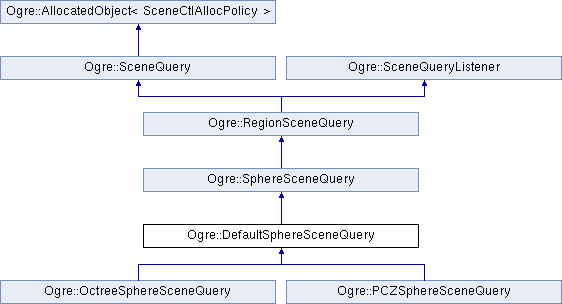 Ogre::AllocatedObject< SceneCtlAllocPolicy >
Ogre::SceneQuery
Ogre::SceneQueryListener
Ogre::RegionSceneQuery
Ogre::SphereSceneQuery
Ogre::DefaultSphereSceneQuery
Ogre::OctreeSphereSceneQuery
Ogre::PCZSphereSceneQuery